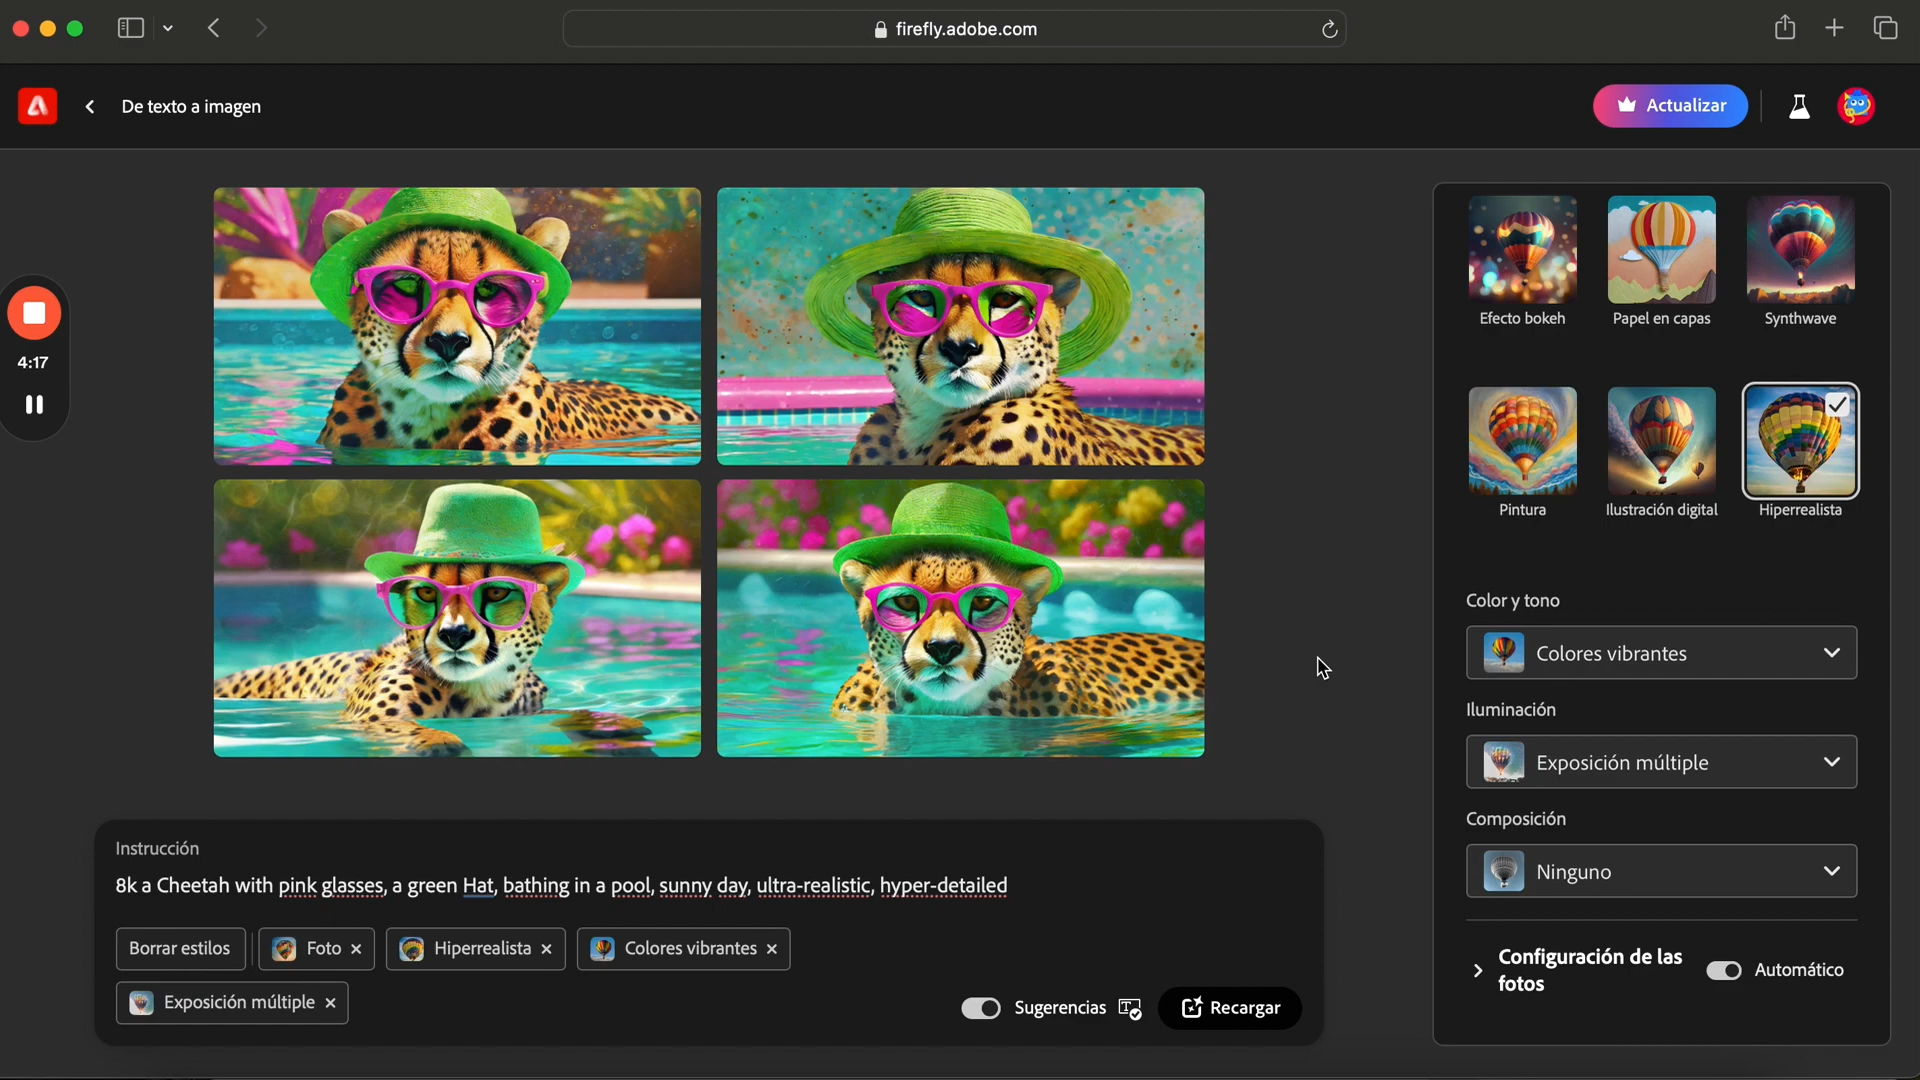 firefly.adobe.com
De texto a imagen
Actualizar
4:17
Efecto bokeh
Papel en capas
Synthwave
Pintura
Ilustración digital
Hiperrealista
Color y tono
Colores vibrantes
Iluminación
Exposición múltiple
Composición
Ninguno
Configuración de las
fotos
Automático
Instrucción
8k a Cheetah with pink glasses, a green Hat, bathing in a pool, sunny day, ultra-realistic, hyper-detailed
Borrar estilos
Foto
Hiperrealista
Colores vibrantes
Exposición múltiple
Sugerencias
Recargar